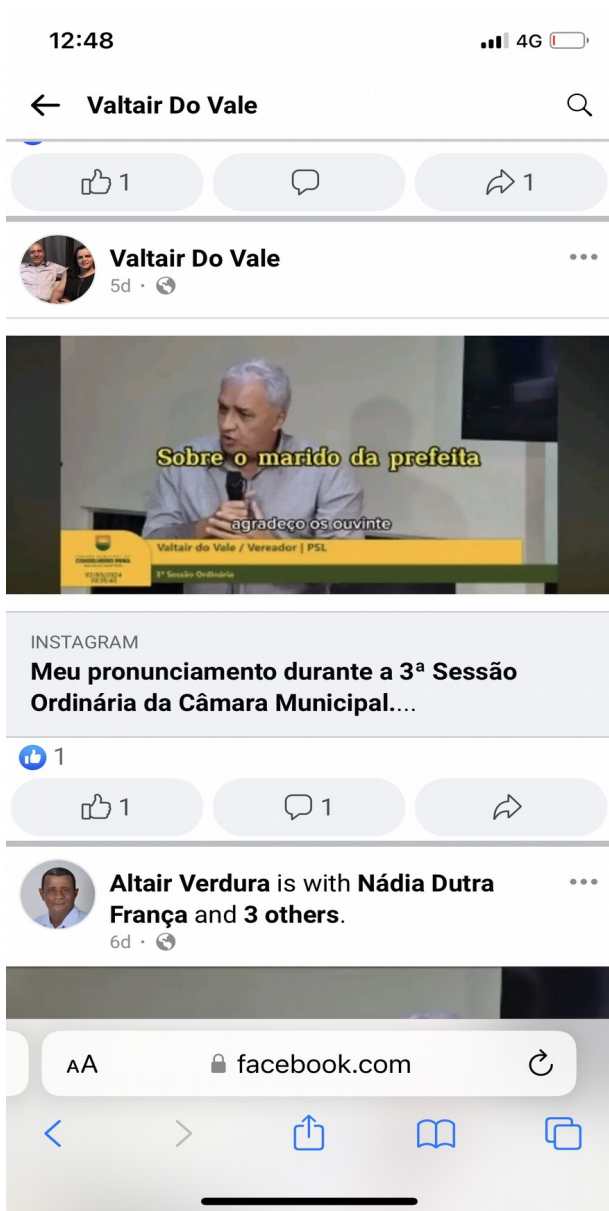 12:48
4G
Valtair Do Vale
1
1
Valtair Do Vale
5d ·
Sobre o marido da prefeita
agradeço os ouvinte
Valtair do Vale / Vereador | PSL
3ª Sessão Ordinária
INSTAGRAM
Meu pronunciamento durante a 3ª Sessão
Ordinária da Câmara Municipal....
1
1
1
Altair Verdura is with Nádia Dutra
França and 3 others.
6d ·
AA
facebook.com